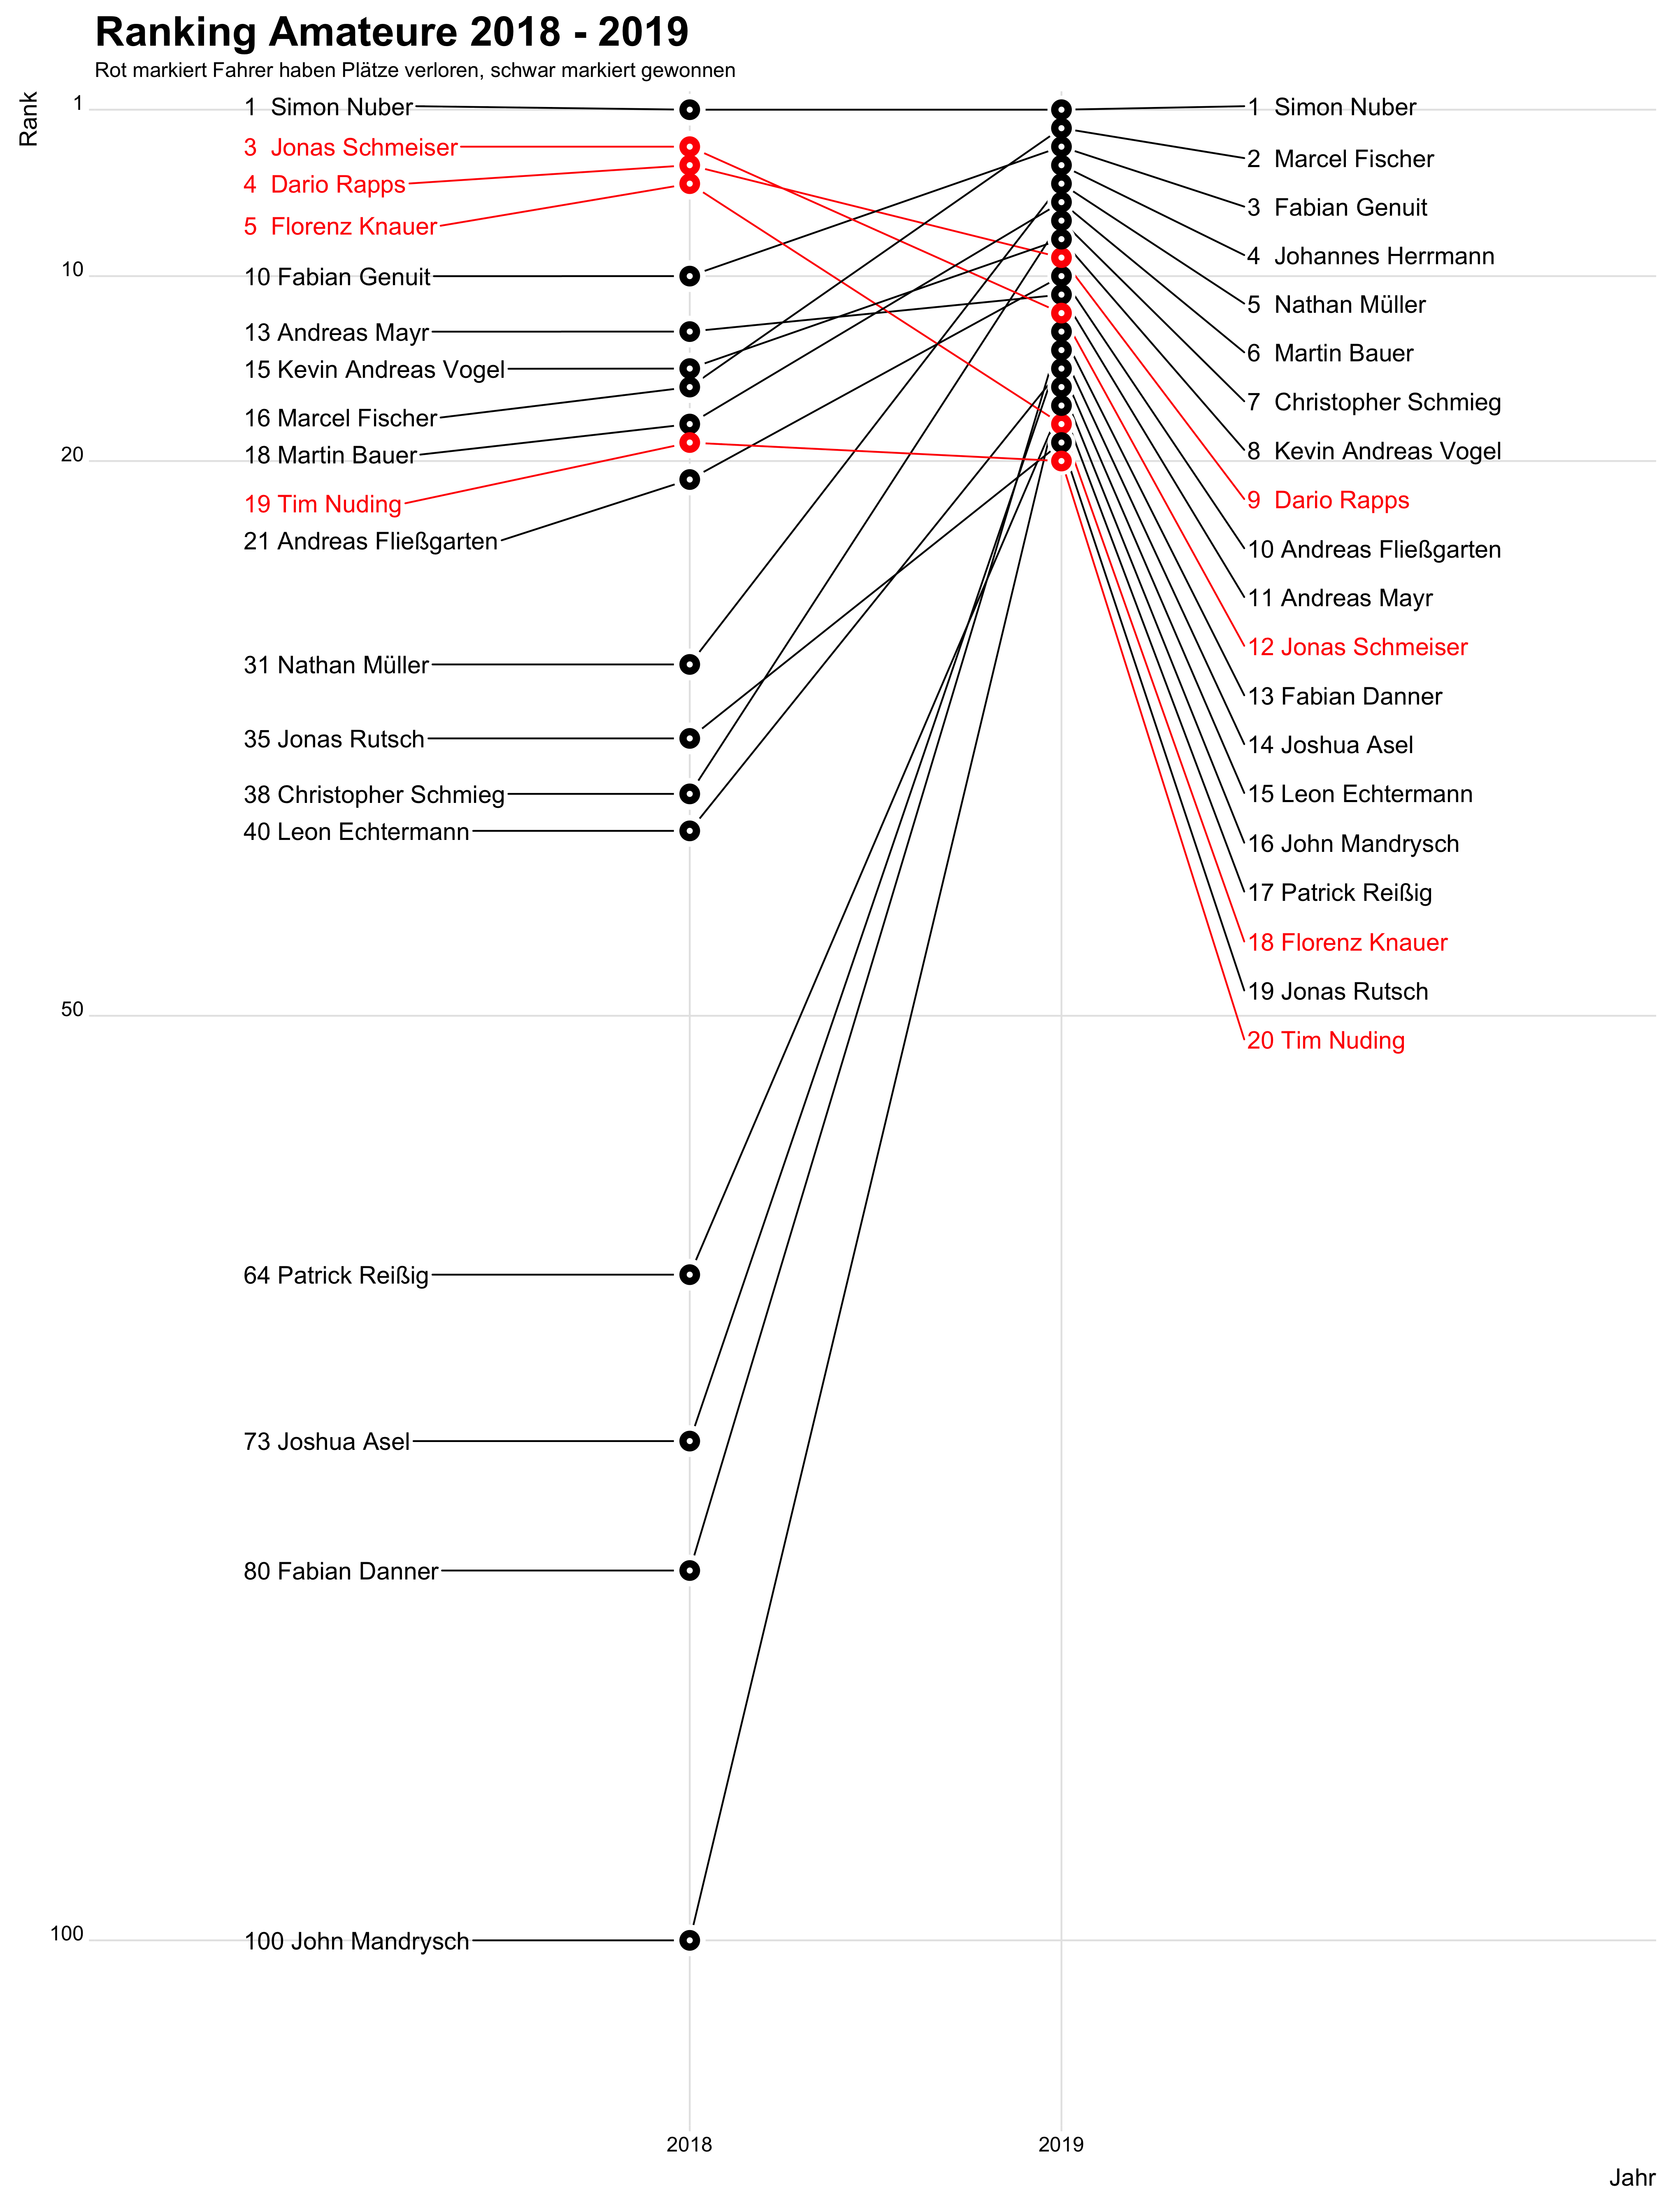 Ranking Amateure 2018 - 2019
Rot markiert Fahrer haben Plätze verloren, schwar markiert gewonnen
Rank
1
10
20
50
100
1 Simon Nuber
3 Jonas Schmeiser
4 Dario Rapps
5 Florenz Knauer
10 Fabian Genuit
13 Andreas Mayr
15 Kevin Andreas Vogel
16 Marcel Fischer
18 Martin Bauer
19 Tim Nuding
21 Andreas Fließgarten
31 Nathan Müller
35 Jonas Rutsch
38 Christopher Schmieg
40 Leon Echtermann
64 Patrick Reißig
73 Joshua Asel
80 Fabian Danner
100 John Mandrysch
1 Simon Nuber
2 Marcel Fischer
3 Fabian Genuit
4 Johannes Herrmann
5 Nathan Müller
6 Martin Bauer
7 Christopher Schmieg
8 Kevin Andreas Vogel
9 Dario Rapps
10 Andreas Fließgarten
11 Andreas Mayr
12 Jonas Schmeiser
13 Fabian Danner
14 Joshua Asel
15 Leon Echtermann
16 John Mandrysch
17 Patrick Reißig
18 Florenz Knauer
19 Jonas Rutsch
20 Tim Nuding
2018
2019
Jahr